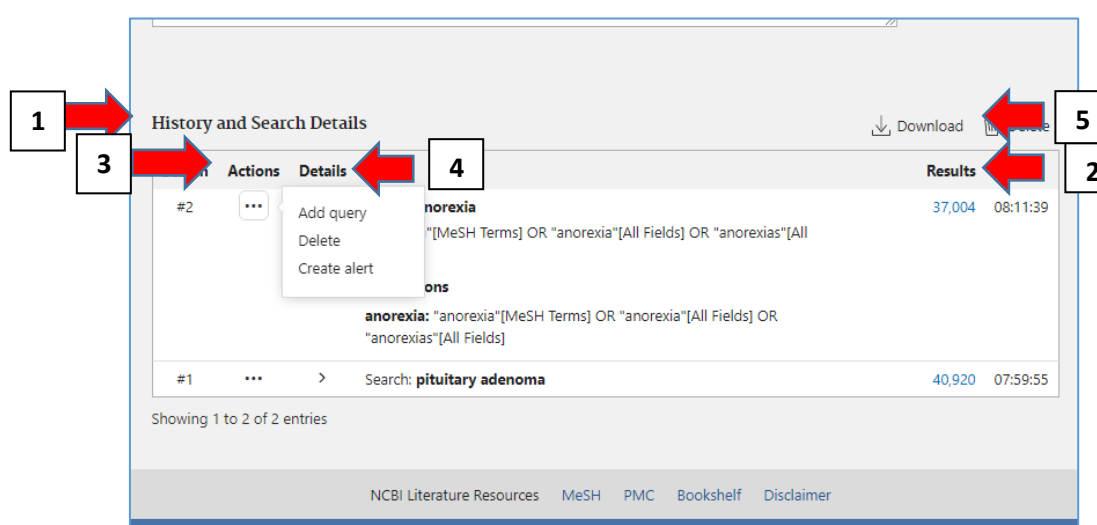 1
History and Search Details
Download
5
3
Actions Details
4
Results
2
#2
Add query
Delete
Create alert
norexia
"[MeSH Terms] OR "anorexia"[All Fields] OR "anorexias"[All
37,004 08:11:39
ons
anorexia: "anorexia"[MeSH Terms] OR "anorexia"[All Fields] OR
"anorexias"[All Fields]
#1 Search: pituitary adenoma 40,920 07:59:55
Showing 1 to 2 of 2 entries
NCBI Literature Resources MeSH PMC Bookshelf Disclaimer